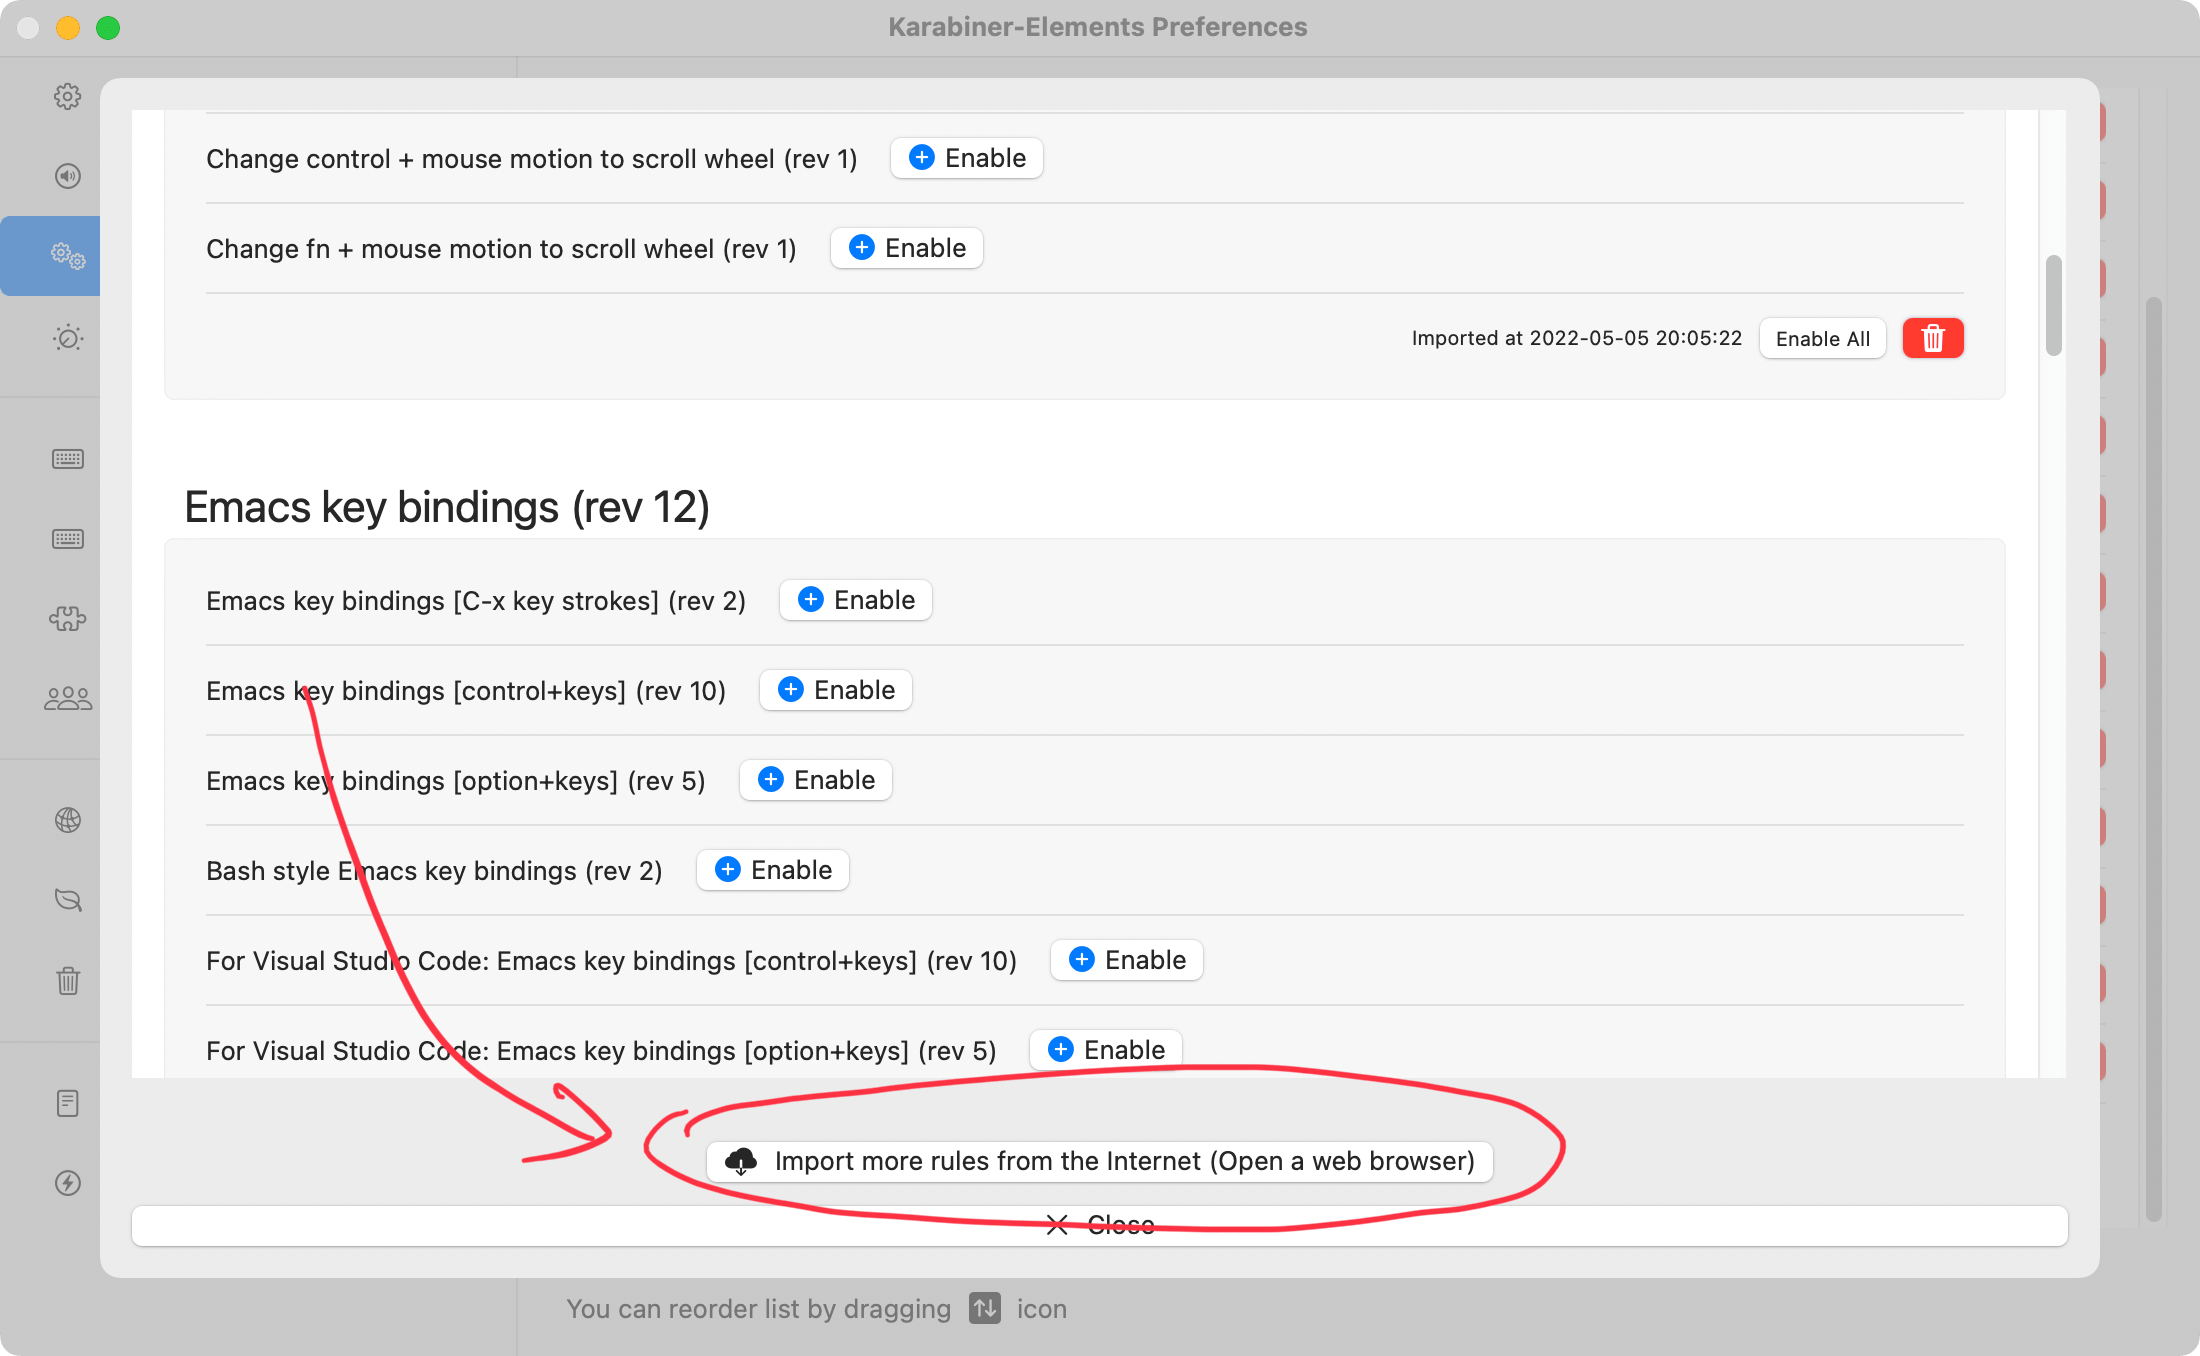 Karabiner-Elements Preferences
Change control + mouse motion to scroll wheel (rev 1) Enable
Change fn + mouse motion to scroll wheel (rev 1) Enable
Imported at 2022-05-05 20:05:22 Enable All
Emacs key bindings (rev 12)
Emacs key bindings [C-x key strokes] (rev 2) Enable
Emacs key bindings [control+keys] (rev 10) Enable
Emacs key bindings [option+keys] (rev 5) Enable
Bash style Emacs key bindings (rev 2) Enable
For Visual Studio Code: Emacs key bindings [control+keys] (rev 10) Enable
For Visual Studio Code: Emacs key bindings [option+keys] (rev 5) Enable
Import more rules from the Internet (Open a web browser)
Close
You can reorder list by dragging icon